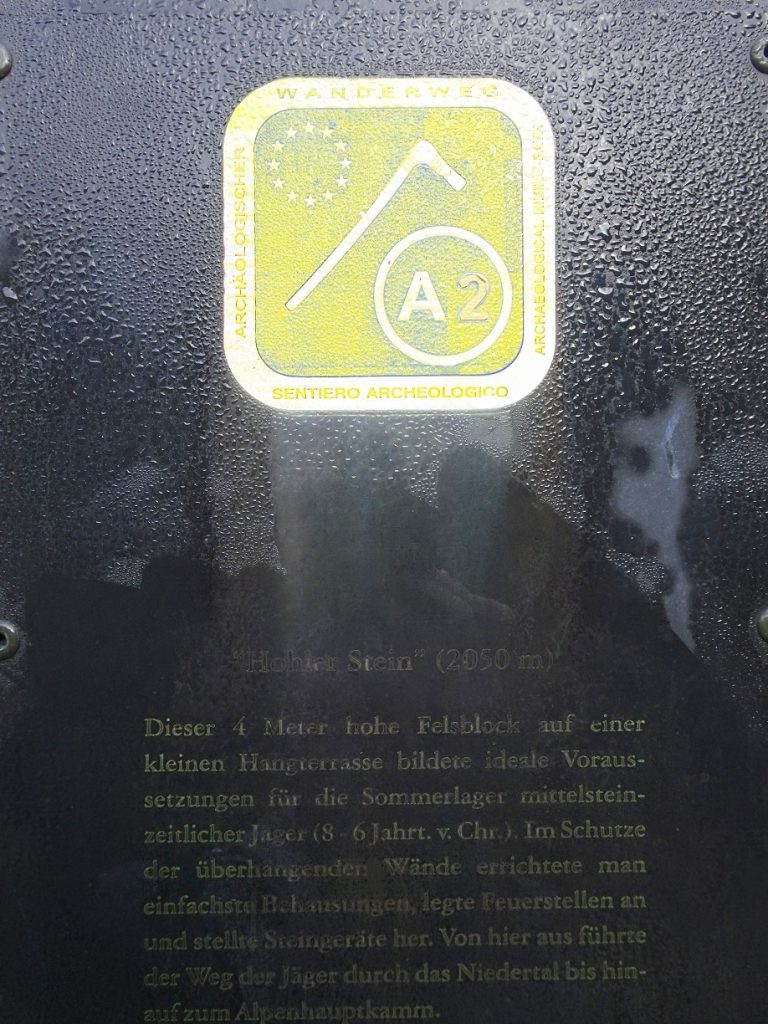 WANDERWEG
ARCHÄOLOGISCHER
ARCHAEOLOGICAL HIKING PATH
A2
SENTIERO ARCHEOLOGICO
"Hohler Stein" (2050 m)
Dieser 4 Meter hohe Felsblock auf einer
kleinen Hangterrasse bildete ideale Voraus-
setzungen für die Sommerlager mittelstein-
zeitlicher Jäger (8 - 6 Jahrt. v. Chr.). Im Schutze
der überhängenden Wände errichtete man
einfachste Behausungen, legte Feuerstellen an
und stellte Steingeräte her. Von hier aus führte
der Weg der Jäger durch das Niedertal bis hin-
auf zum Alpenhauptkamm.